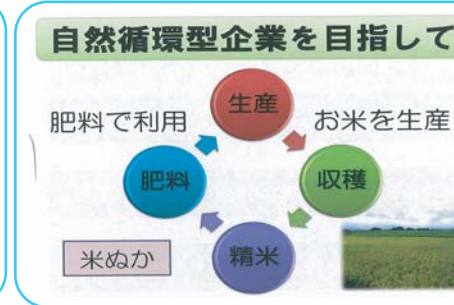 自然循環型企業を目指して
生産
肥料で利用
お米を生産
肥料
収穫
米ぬか
精米